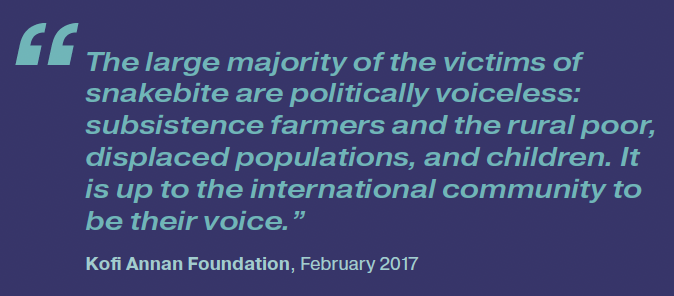 “The large majority of the victims of
snakebite are politically voiceless:
subsistence farmers and the rural poor,
displaced populations, and children. It
is up to the international community to
be their voice.”
Kofi Annan Foundation, February 2017